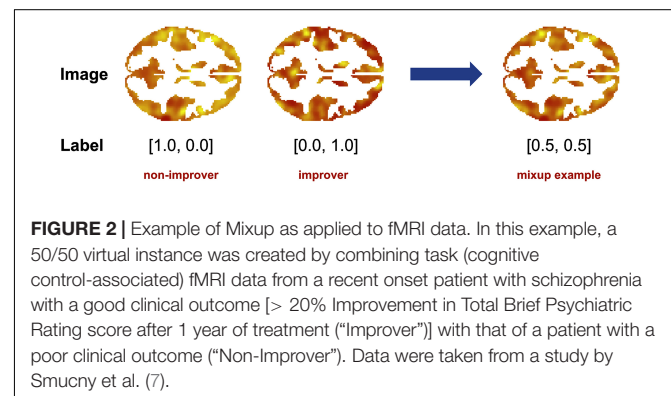 Image
Label
[1.0, 0.0]
[0.0, 1.0]
[0.5, 0.5]
non-improver
improver
mixup example
FIGURE 2 | Example of Mixup as applied to fMRI data. In this example, a
50/50 virtual instance was created by combining task (cognitive
control-associated) fMRI data from a recent onset patient with schizophrenia
with a good clinical outcome [> 20% Improvement in Total Brief Psychiatric
Rating score after 1 year of treatment (“Improver”)] with that of a patient with a
poor clinical outcome (“Non-Improver”). Data were taken from a study by
Smucny et al. (7).